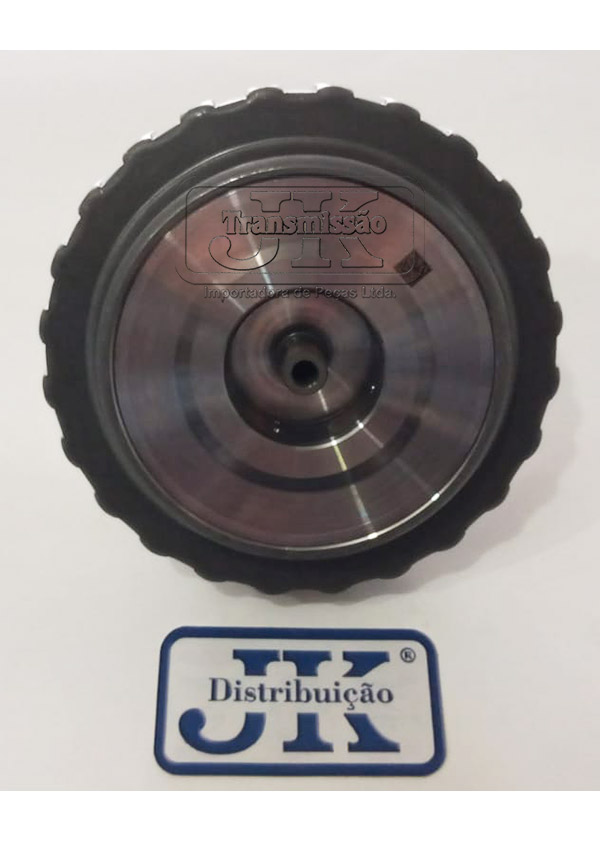 JK
Transmissão
Importadora de Peças Ltda.
JK ®
Distribuição